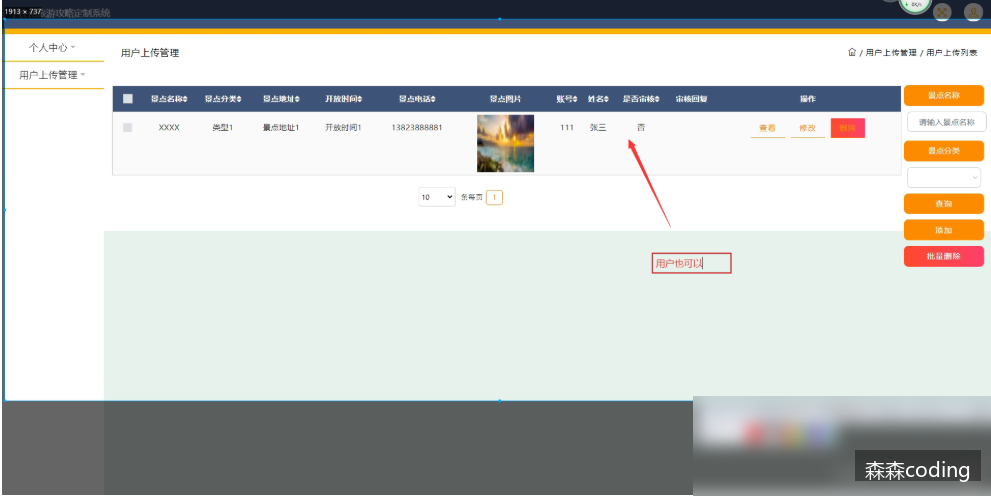 1913 × 737
旅游攻略定制系统
6K/s
个人中心
用户上传管理
用户上传管理
/ 用户上传管理 / 用户上传列表
景点名称 景点分类 景点地址 开放时间 景点电话 景点图片 账号 姓名 是否审核 审核回复 操作
XXXX 类型1 景点地址1 开放时间1 13823888881 111 张三 否 查看 修改 删除
10 条每页 1
景点名称
请输入景点名称
景点分类
查询
添加
批量删除
用户也可以
森森coding